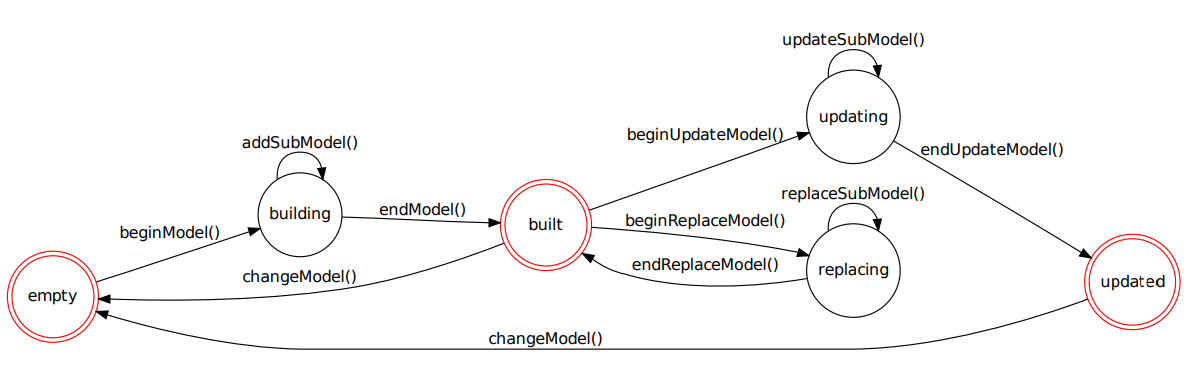 updateSubModel()
updating
beginUpdateModel()
addSubModel()
endUpdateModel()
replaceSubModel()
building
endModel()
built
beginReplaceModel()
beginModel()
endReplaceModel()
replacing
changeModel()
empty
updated
changeModel()